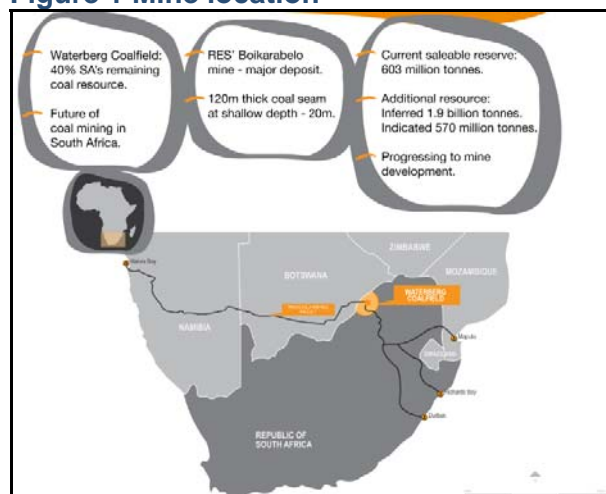 Figure 1 Mine location
Waterberg Coalfield:
40% SA's remaining
coal resource.
Future of
coal mining in
South Africa.
RES' Boikarabelo
mine - major deposit.
120m thick coal seam
at shallow depth - 20m.
Current saleable reserve:
603 million tonnes.
Additional resource:
Inferred 1.9 billion tonnes.
Indicated 570 million tonnes.
Progressing to mine
development.
ZIMBABWE
MOZAMBIQUE
BOTSWANA
Walvis Bay
WATERBERG
COALFIELD
NAMIBIA
Maputo
SWAZILAND
Richards Bay
Durban
REPUBLIC OF
SOUTH AFRICA